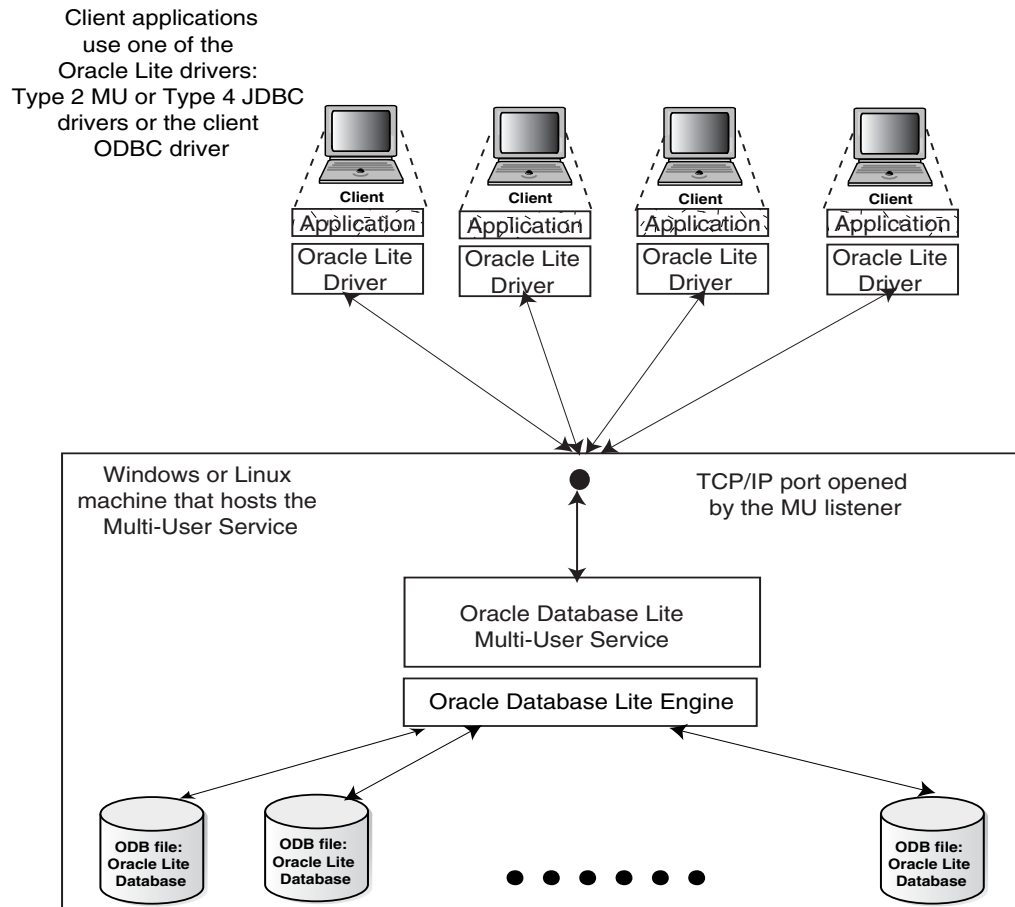 Client applications
use one of the
Oracle Lite drivers:
Type 2 MU or Type 4 JDBC
drivers or the client
ODBC driver
Client
Application
Oracle Lite
Driver
Client
Application
Oracle Lite
Driver
Client
Application
Oracle Lite
Driver
Client
Application
Oracle Lite
Driver
Windows or Linux
machine that hosts the
Multi-User Service
TCP/IP port opened
by the MU listener
Oracle Database Lite
Multi-User Service
Oracle Database Lite Engine
ODB file:
Oracle Lite
Database
ODB file:
Oracle Lite
Database
ODB file:
Oracle Lite
Database